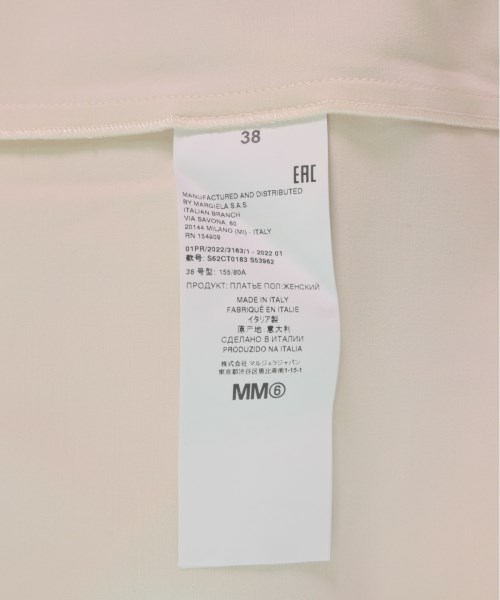 38
EAC
MANUFACTURED AND DISTRIBUTED
BY MARGIELA S.A.S.
ITALIAN BRANCH
VIA SAVONA, 60
20144 MILANO (MI) - ITALY
RN 154909
01PR/2022/3163/1 - 2022 01
款号: S62CT0183 S53962
38 号型: 155/80A
ПРОДУКТ: ПЛАТЬЕ ПОЛ:ЖЕНСКИЙ
MADE IN ITALY
FABRIQUÉ EN ITALIE
イタリア製
原产地: 意大利
СДЕЛАНО В ИТАЛИИ
PRODUZIDO NA ITALIA
株式会社 マルジェラジャパン
東京都渋谷区恵比寿南1-15-1
MM⑥